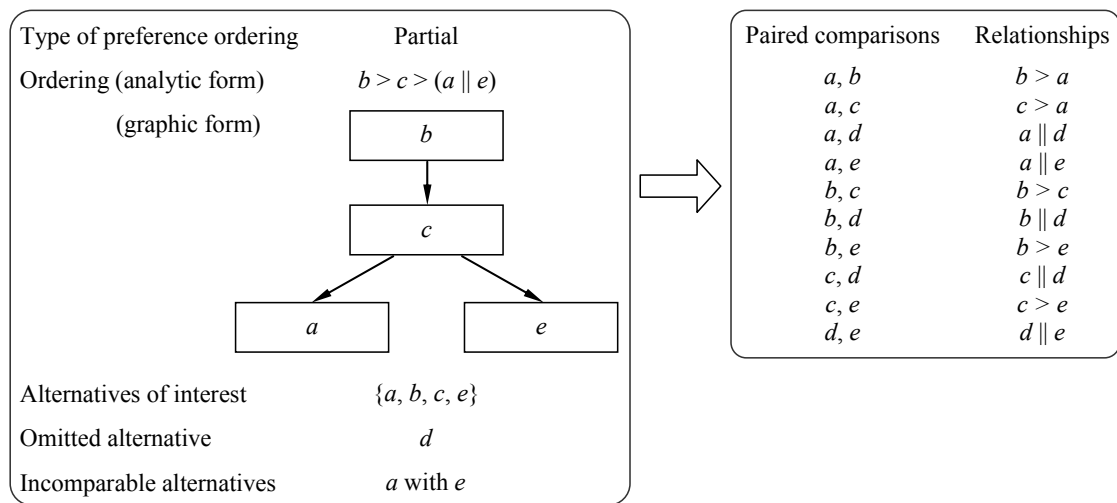 Type of preference ordering Partial
Ordering (analytic form) b > c > (a || e)
(graphic form)
b
c
a e
Alternatives of interest {a, b, c, e}
Omitted alternative d
Incomparable alternatives a with e
Paired comparisons Relationships
a, b b > a
a, c c > a
a, d a || d
a, e a || e
b, c b > c
b, d b || d
b, e b > e
c, d c || d
c, e c > e
d, e d || e